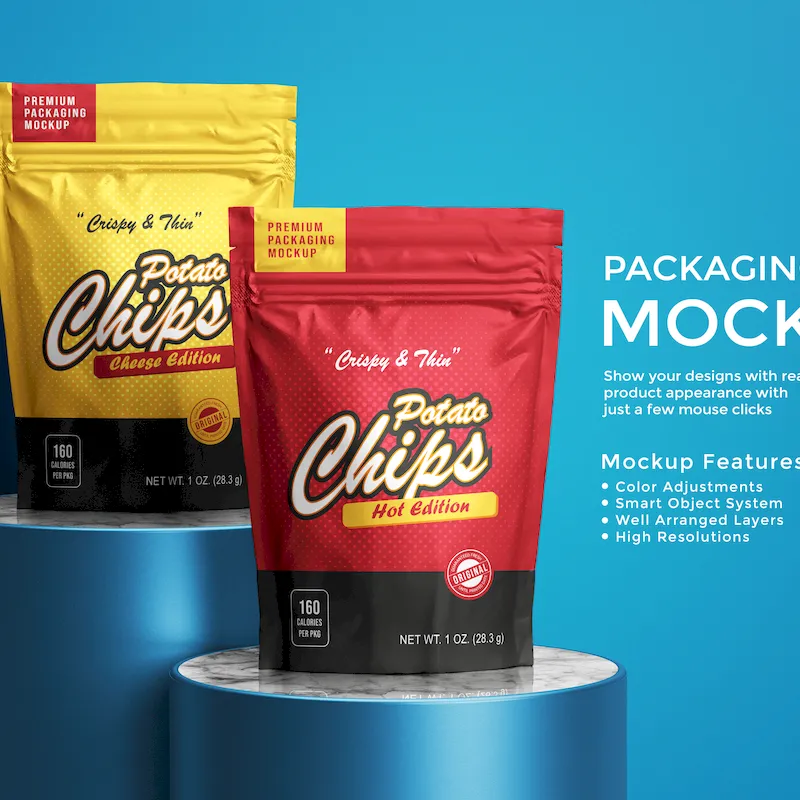 PREMIUM
PACKAGING
MOCKUP
“Crispy & Thin”
Potato
Chips
Cheese Edition
ORIGINAL
160
CALORIES
PER PKG
NET WT. 1 OZ. (28.3 g)
PREMIUM
PACKAGING
MOCKUP
“Crispy & Thin”
Potato
Chips
Hot Edition
ORIGINAL
160
CALORIES
PER PKG
NET WT. 1 OZ. (28.3 g)
PACKAGIN
MOCK
Show your designs with rea
product appearance with
just a few mouse clicks
Mockup Features
• Color Adjustments
• Smart Object System
• Well Arranged Layers
• High Resolutions